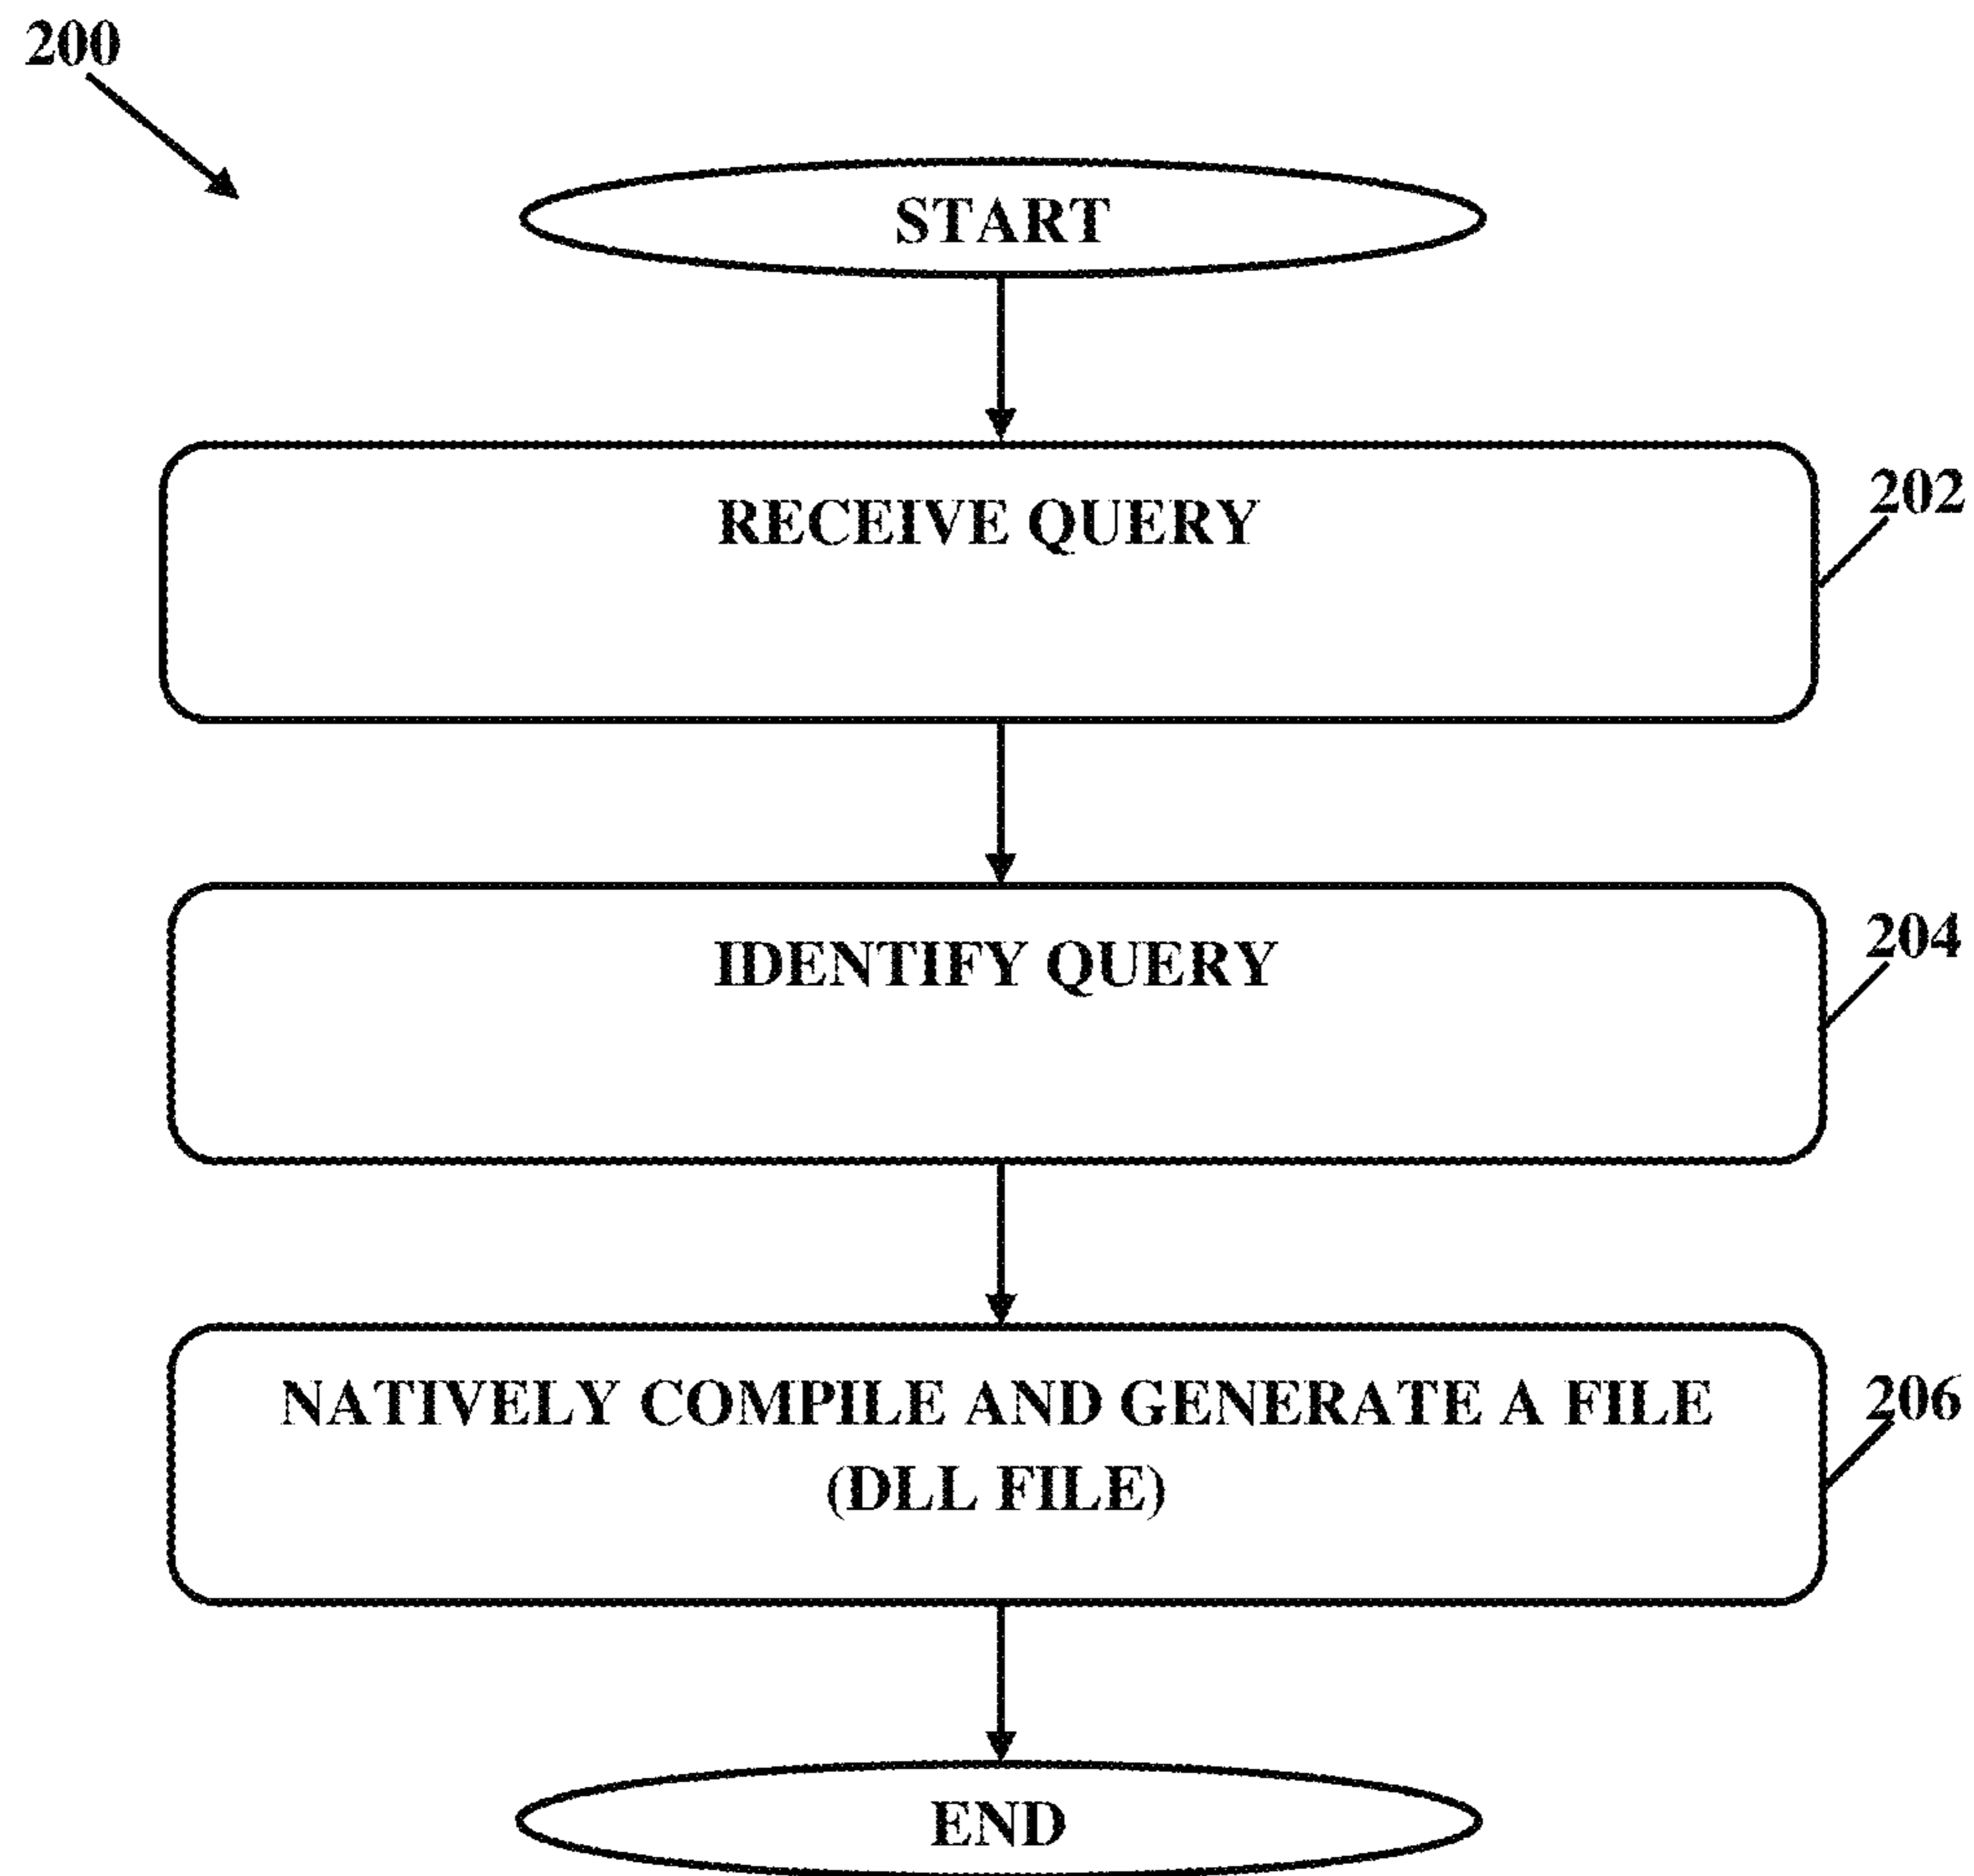 200
START
RECEIVE QUERY
202
IDENTIFY QUERY
204
NATIVELY COMPILE AND GENERATE A FILE
(DLL FILE)
206
END